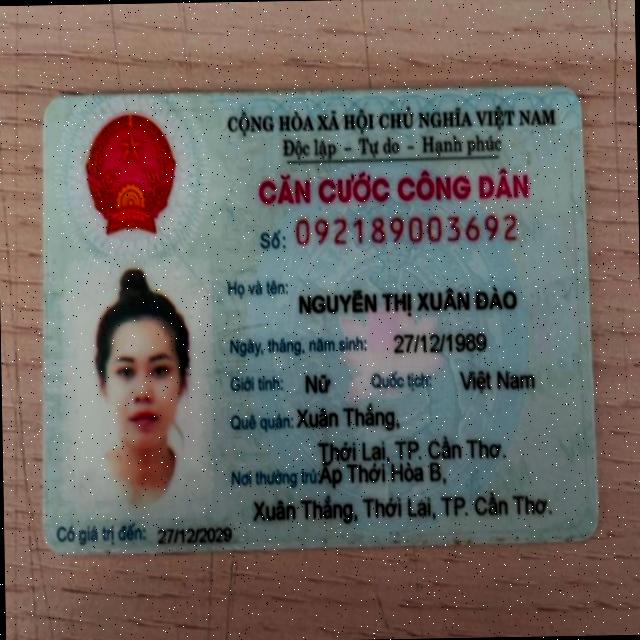 CỘNG HÒA XÃ HỘI CHỦ NGHĨA VIỆT NAM
Độc lập - Tự do - Hạnh phúc
CĂN CƯỚC CÔNG DÂN
Số: 092189003692
Họ và tên:
NGUYỄN THỊ XUÂN ĐÀO
Ngày, tháng, năm sinh: 27/12/1989
Giới tính: Nữ Quốc tịch: Việt Nam
Quê quán: Xuân Thắng,
Thới Lai, TP. Cần Thơ.
Nơi thường trú: Ấp Thới Hòa B,
Xuân Thắng, Thới Lai, TP. Cần Thơ.
Có giá trị đến: 27/12/2029